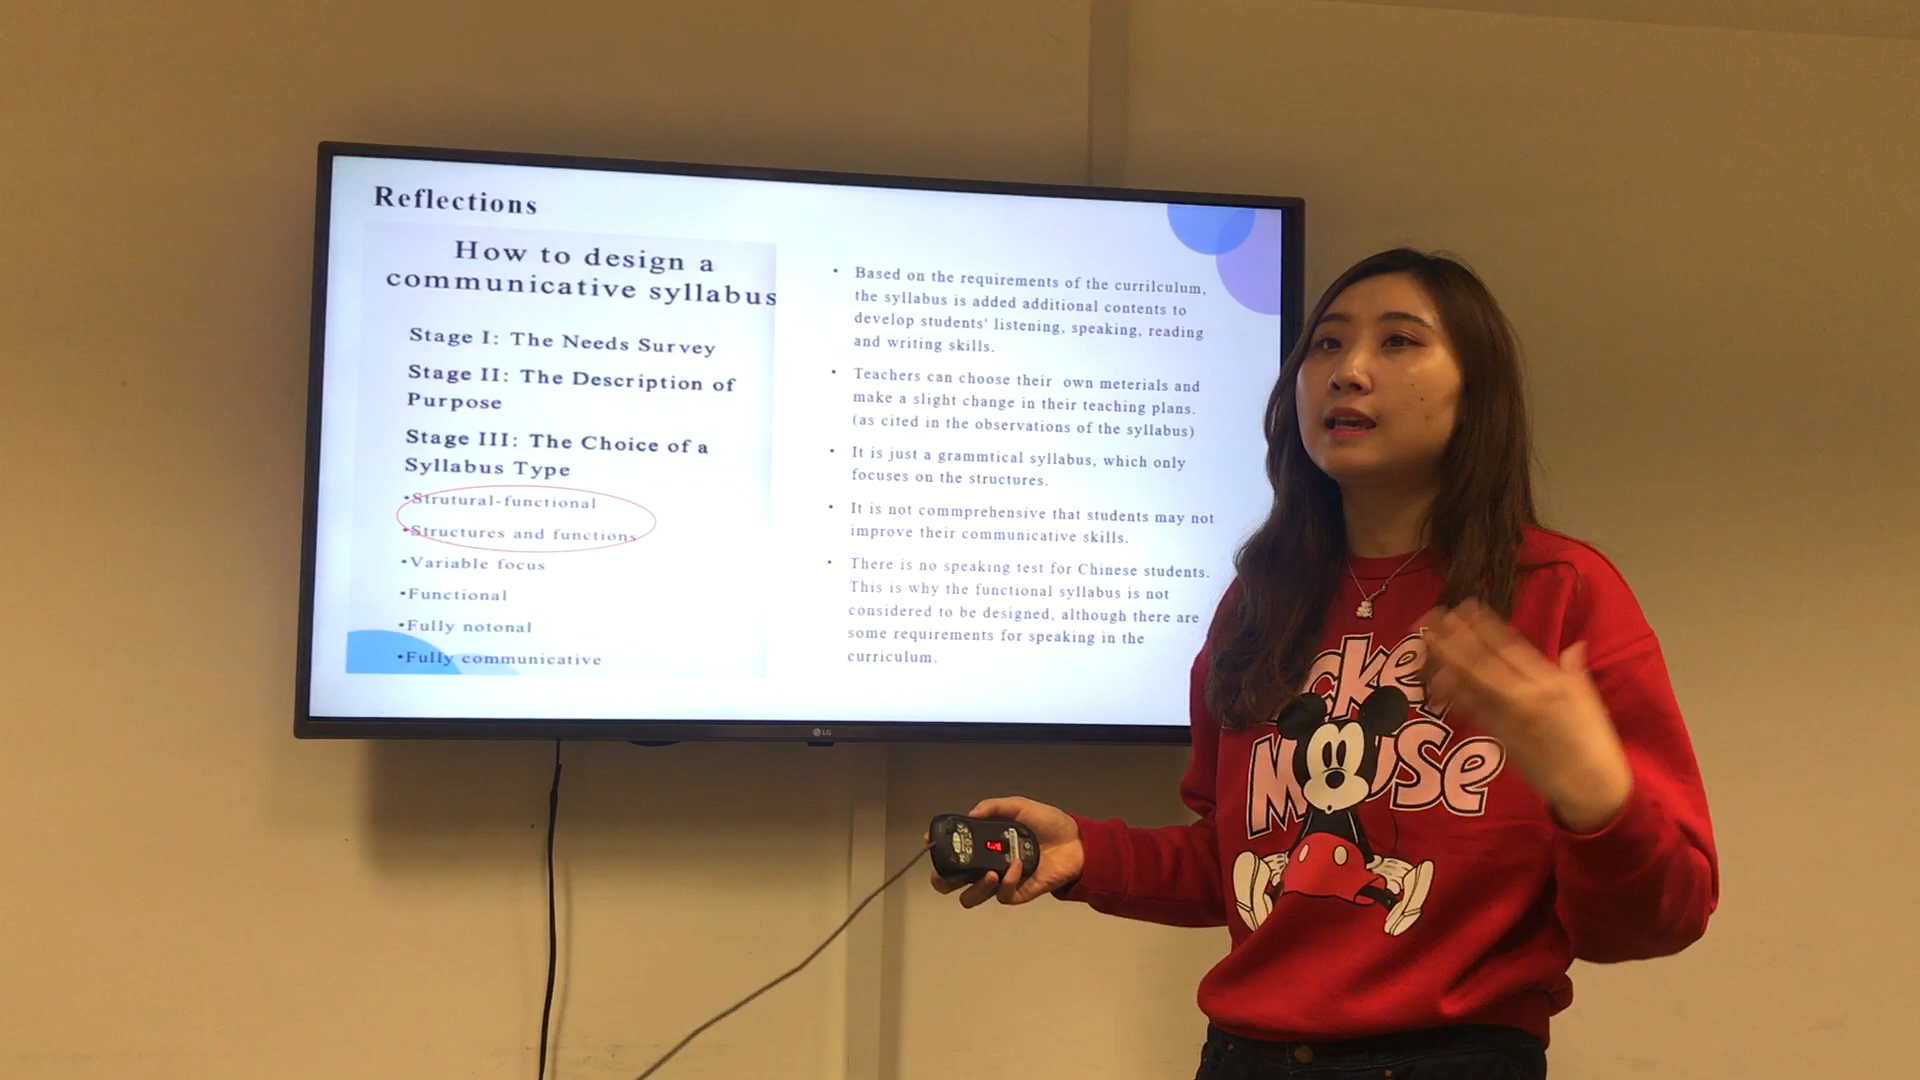 Reflections
How to design a
communicative syllabus
Stage I: The Needs Survey
Stage II: The Description of
Purpose
Stage III: The Choice of a
Syllabus Type
•Strutural-functional
•Structures and functions
•Variable focus
•Functional
•Fully notonal
•Fully communicative
• Based on the requirements of the currilculum,
the syllabus is added additional contents to
develop students' listening, speaking, reading
and writing skills.
• Teachers can choose their own meterials and
make a slight change in their teaching plans.
(as cited in the observations of the syllabus)
• It is just a grammtical syllabus, which only
focuses on the structures.
• It is not commprehensive that students may not
improve their communicative skills.
• There is no speaking test for Chinese students.
This is why the functional syllabus is not
considered to be designed, although there are
some requirements for speaking in the
curriculum.
LG